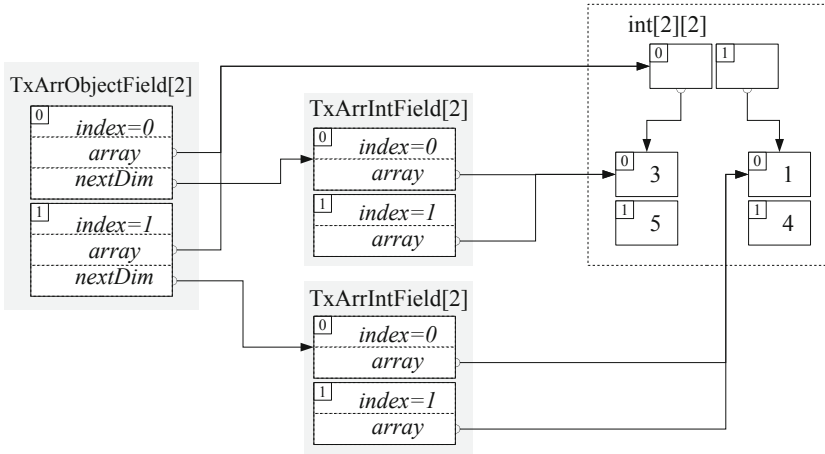 int[2][2]
0
1
TxArrObjectField[2]
0
index=0
array
nextDim
1
index=1
array
nextDim
TxArrIntField[2]
0
index=0
array
1
index=1
array
0
3
1
5
0
1
1
4
TxArrIntField[2]
0
index=0
array
1
index=1
array